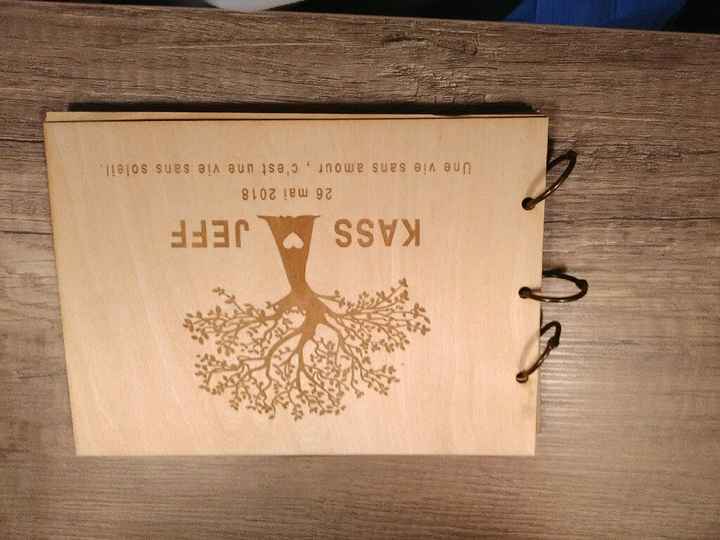 KASS JEFF
26 mai 2018
Une vie sans amour, c'est une vie sans soleil.